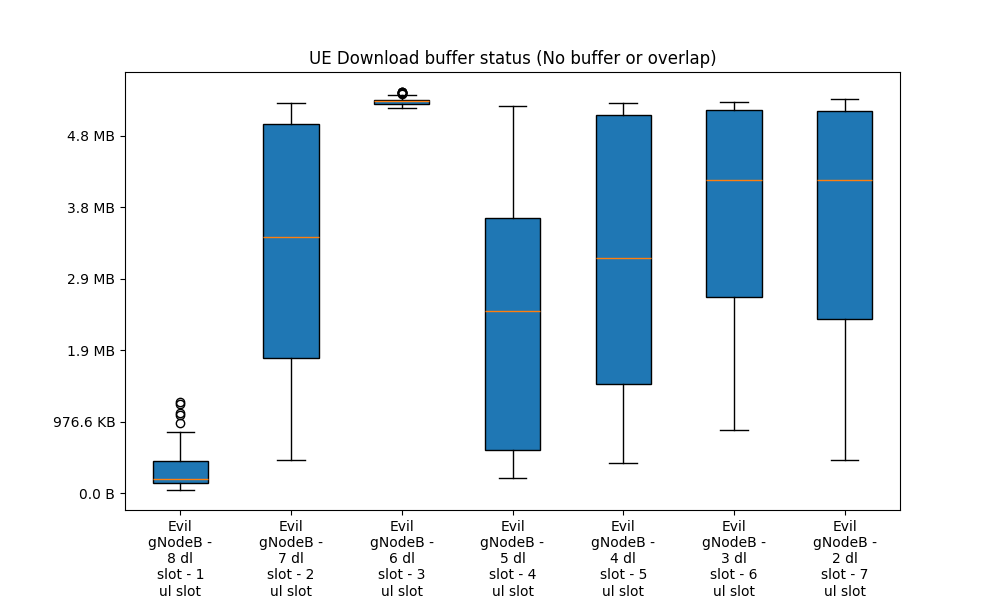 UE Download buffer status (No buffer or overlap)
4.8 MB
3.8 MB
2.9 MB
1.9 MB
976.6 KB
0.0 B
Evil
gNodeB -
8 dl
slot - 1
ul slot
Evil
gNodeB -
7 dl
slot - 2
ul slot
Evil
gNodeB -
6 dl
slot - 3
ul slot
Evil
gNodeB -
5 dl
slot - 4
ul slot
Evil
gNodeB -
4 dl
slot - 5
ul slot
Evil
gNodeB -
3 dl
slot - 6
ul slot
Evil
gNodeB -
2 dl
slot - 7
ul slot